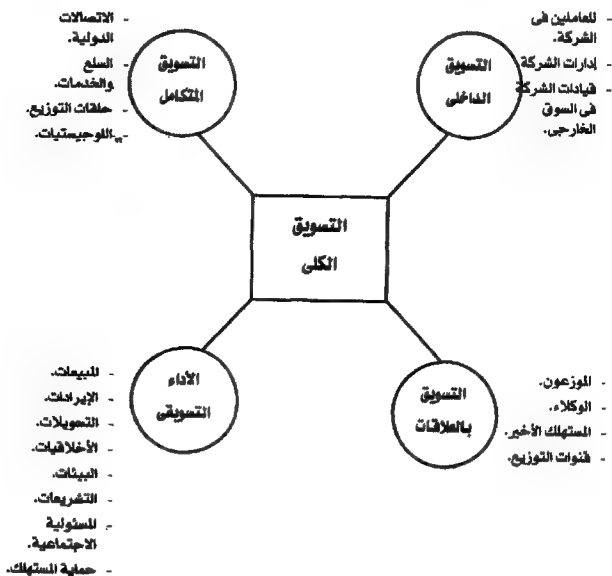 - للعاملين فى
الشركة.
- إدارات الشركة
- قيادات الشركة
فى السوق
الخارجى.
التسويق
الداخلى
التسويق
المتكامل
- الاتصالات
الدولية.
- السلع
والخدمات.
- حلقات التوزيع.
- اللوجيستيات.
التسويق
الكلى
التسويق
بالعلاقات
- الموزعون.
- الوكلاء.
- المستهلك الأخير.
- قنوات التوزيع.
الأداء
التسويقى
- المبيعات.
- الإيرادات.
- التحويلات.
- الأخلاقيات.
- البيئات.
- التشريعات.
- المسئولية
الاجتماعية.
- حماية المستهلك.